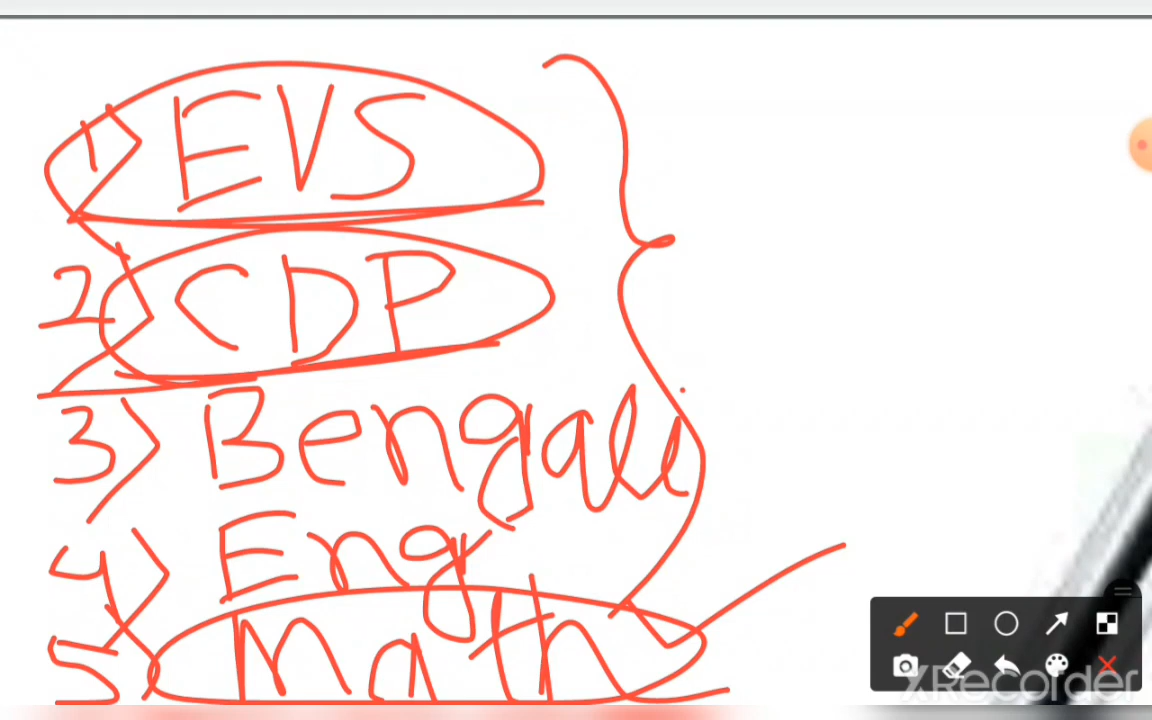 1) EVS
2) CDP
3) Bengali
4) Eng
5) Math
XRecorder